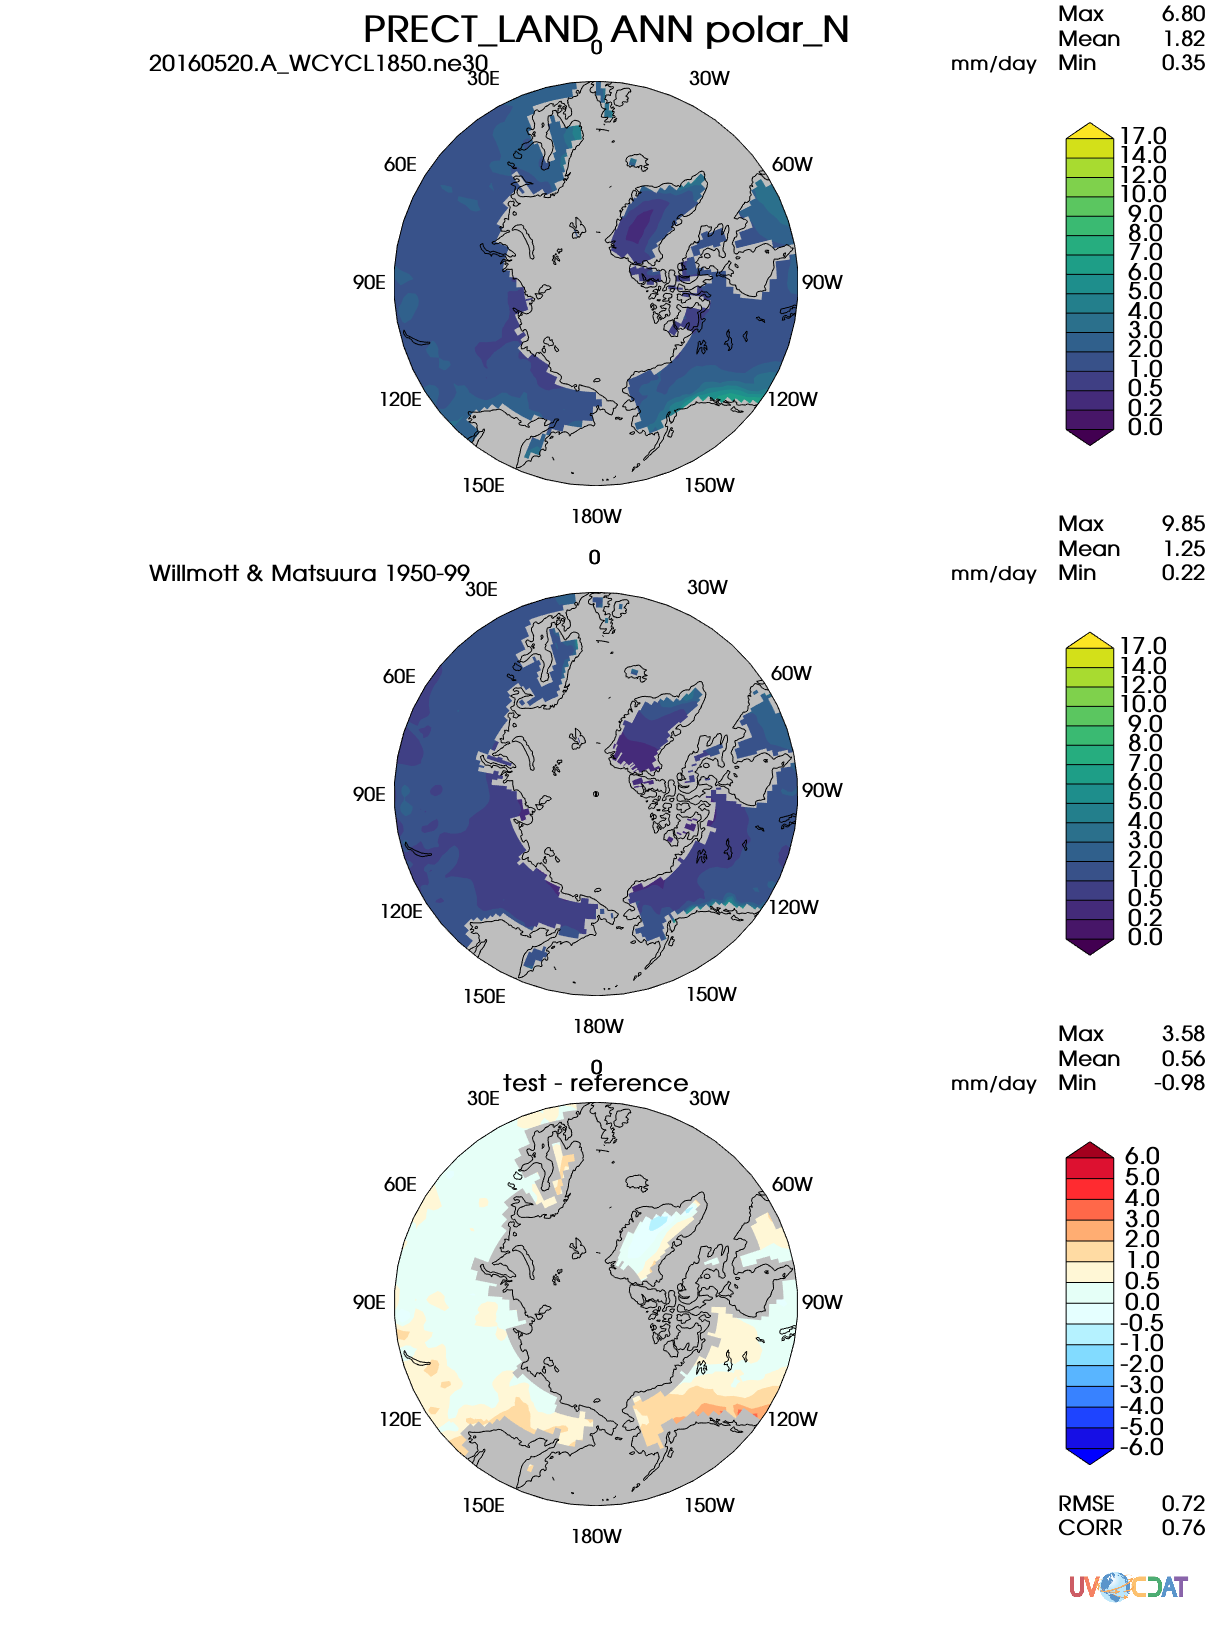 PRECT_LAND ANN polar_N
Max 6.80
Mean 1.82
20160520.A_WCYCL1850.ne30 mm/day Min 0.35
0
30E 30W
60E 60W
90E 90W
120E 120W
150E 150W
180W
17.0
14.0
12.0
10.0
9.0
8.0
7.0
6.0
5.0
4.0
3.0
2.0
1.0
0.5
0.2
0.0
Max 9.85
Mean 1.25
Willmott & Matsuura 1950-99 mm/day Min 0.22
0
30E 30W
60E 60W
90E 90W
120E 120W
150E 150W
180W
17.0
14.0
12.0
10.0
9.0
8.0
7.0
6.0
5.0
4.0
3.0
2.0
1.0
0.5
0.2
0.0
Max 3.58
Mean 0.56
test - reference mm/day Min -0.98
0
30E 30W
60E 60W
90E 90W
120E 120W
150E 150W
180W
6.0
5.0
4.0
3.0
2.0
1.0
0.5
0.0
-0.5
-1.0
-2.0
-3.0
-4.0
-5.0
-6.0
RMSE 0.72
CORR 0.76
UV CDAT